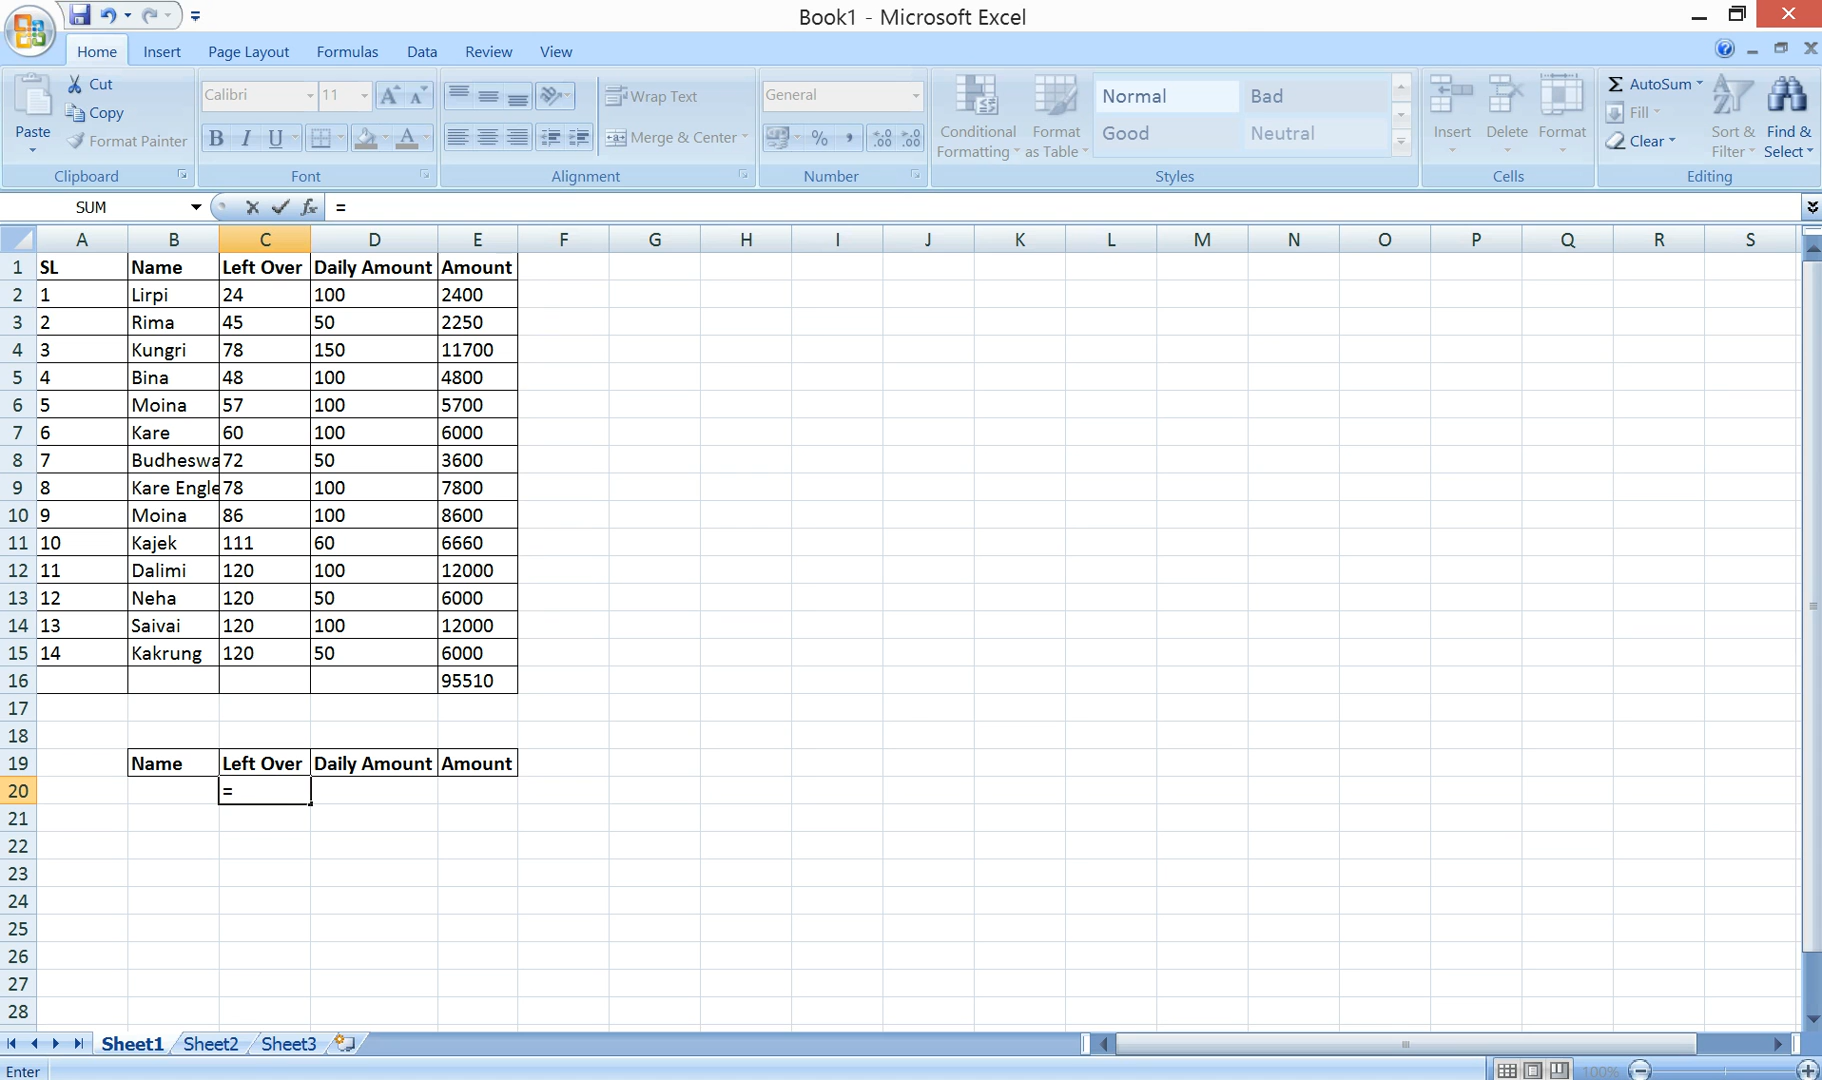 Book1 - Microsoft Excel
Home Insert Page Layout Formulas Data Review View
Paste
Cut
Copy
Format Painter
Clipboard
Calibri 11
B I U A
Font
Wrap Text
Merge & Center
Alignment
General
% , .00
Number
Conditional Formatting
Format as Table
Normal Bad
Good Neutral
Styles
Insert Delete Format
Cells
Σ AutoSum
Fill
Clear
Sort & Filter
Find & Select
Editing
SUM fx =
A B C D E F G H I J K L M N O P Q R S
1 SL Name Left Over Daily Amount Amount
2 1 Lirpi 24 100 2400
3 2 Rima 45 50 2250
4 3 Kungri 78 150 11700
5 4 Bina 48 100 4800
6 5 Moina 57 100 5700
7 6 Kare 60 100 6000
8 7 Budheswa 72 50 3600
9 8 Kare Engle 78 100 7800
10 9 Moina 86 100 8600
11 10 Kajek 111 60 6660
12 11 Dalimi 120 100 12000
13 12 Neha 120 50 6000
14 13 Saivai 120 100 12000
15 14 Kakrung 120 50 6000
16 95510
17
18
19 Name Left Over Daily Amount Amount
20 =
21
22
23
24
25
26
27
28
Sheet1 Sheet2 Sheet3
Enter 100%